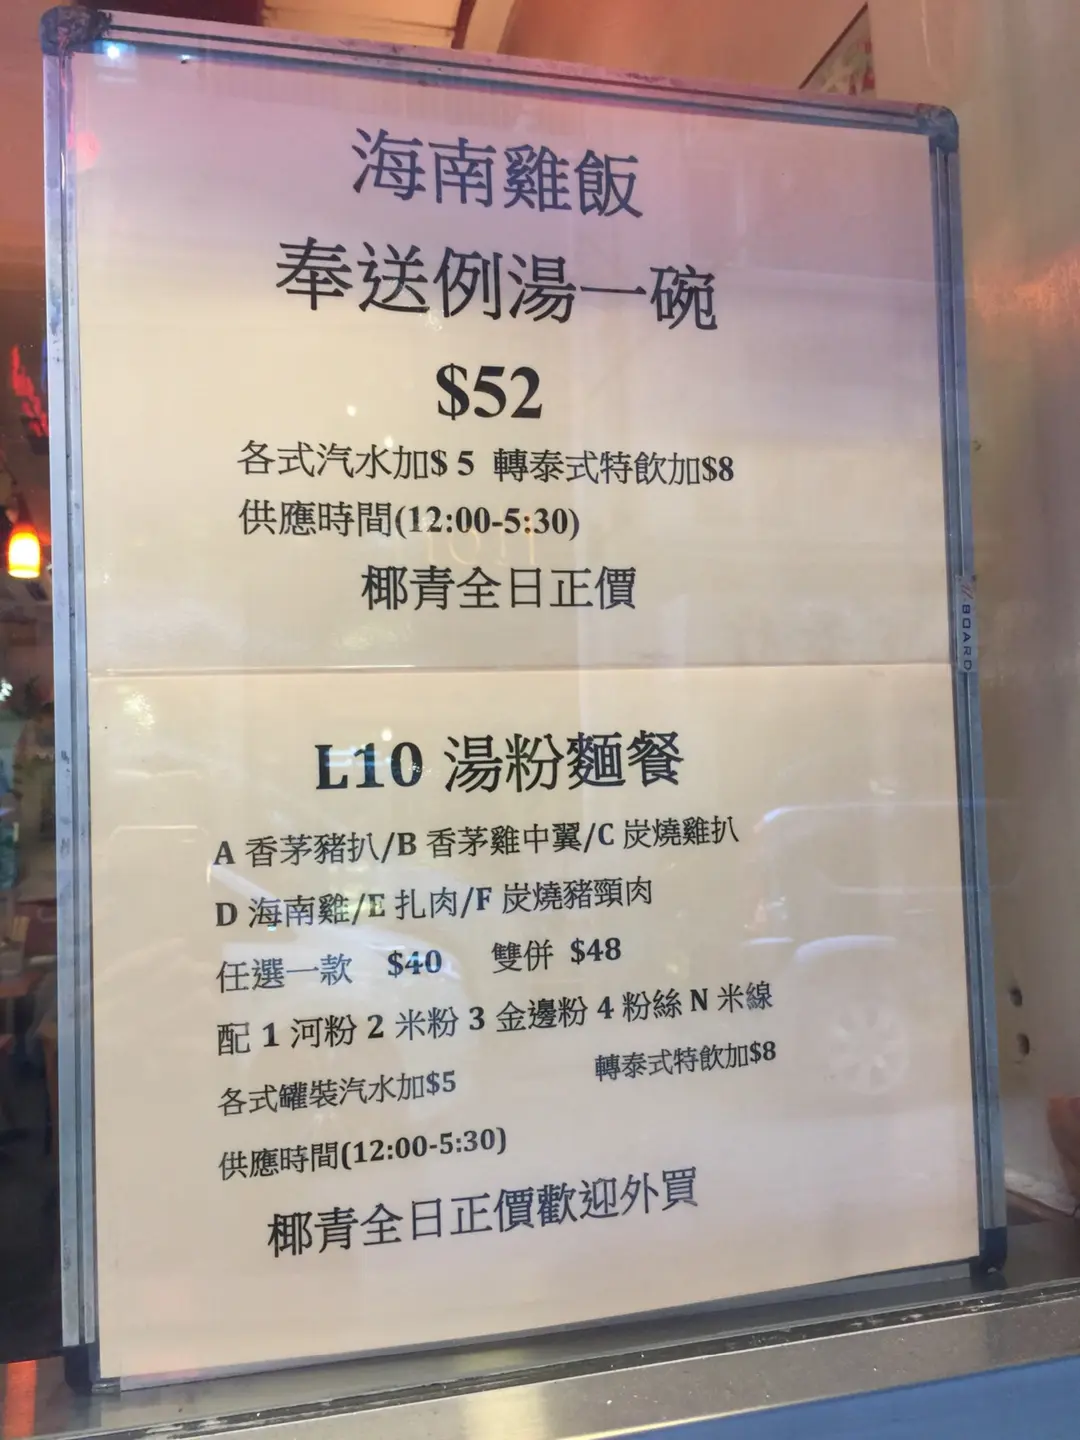 海南雞飯
奉送例湯一碗
$52
各式汽水加$ 5 轉泰式特飲加$8
供應時間(12:00-5:30)
椰青全日正價
BOARD
L10 湯粉麵餐
A 香茅豬扒/B 香茅雞中翼/C 炭燒雞扒
D 海南雞/E 扎肉/F 炭燒豬頸肉
任選一款 $40 雙併 $48
配 1 河粉 2 米粉 3 金邊粉 4 粉絲 N 米線
各式罐裝汽水加$5 轉泰式特飲加$8
供應時間(12:00-5:30)
椰青全日正價歡迎外買